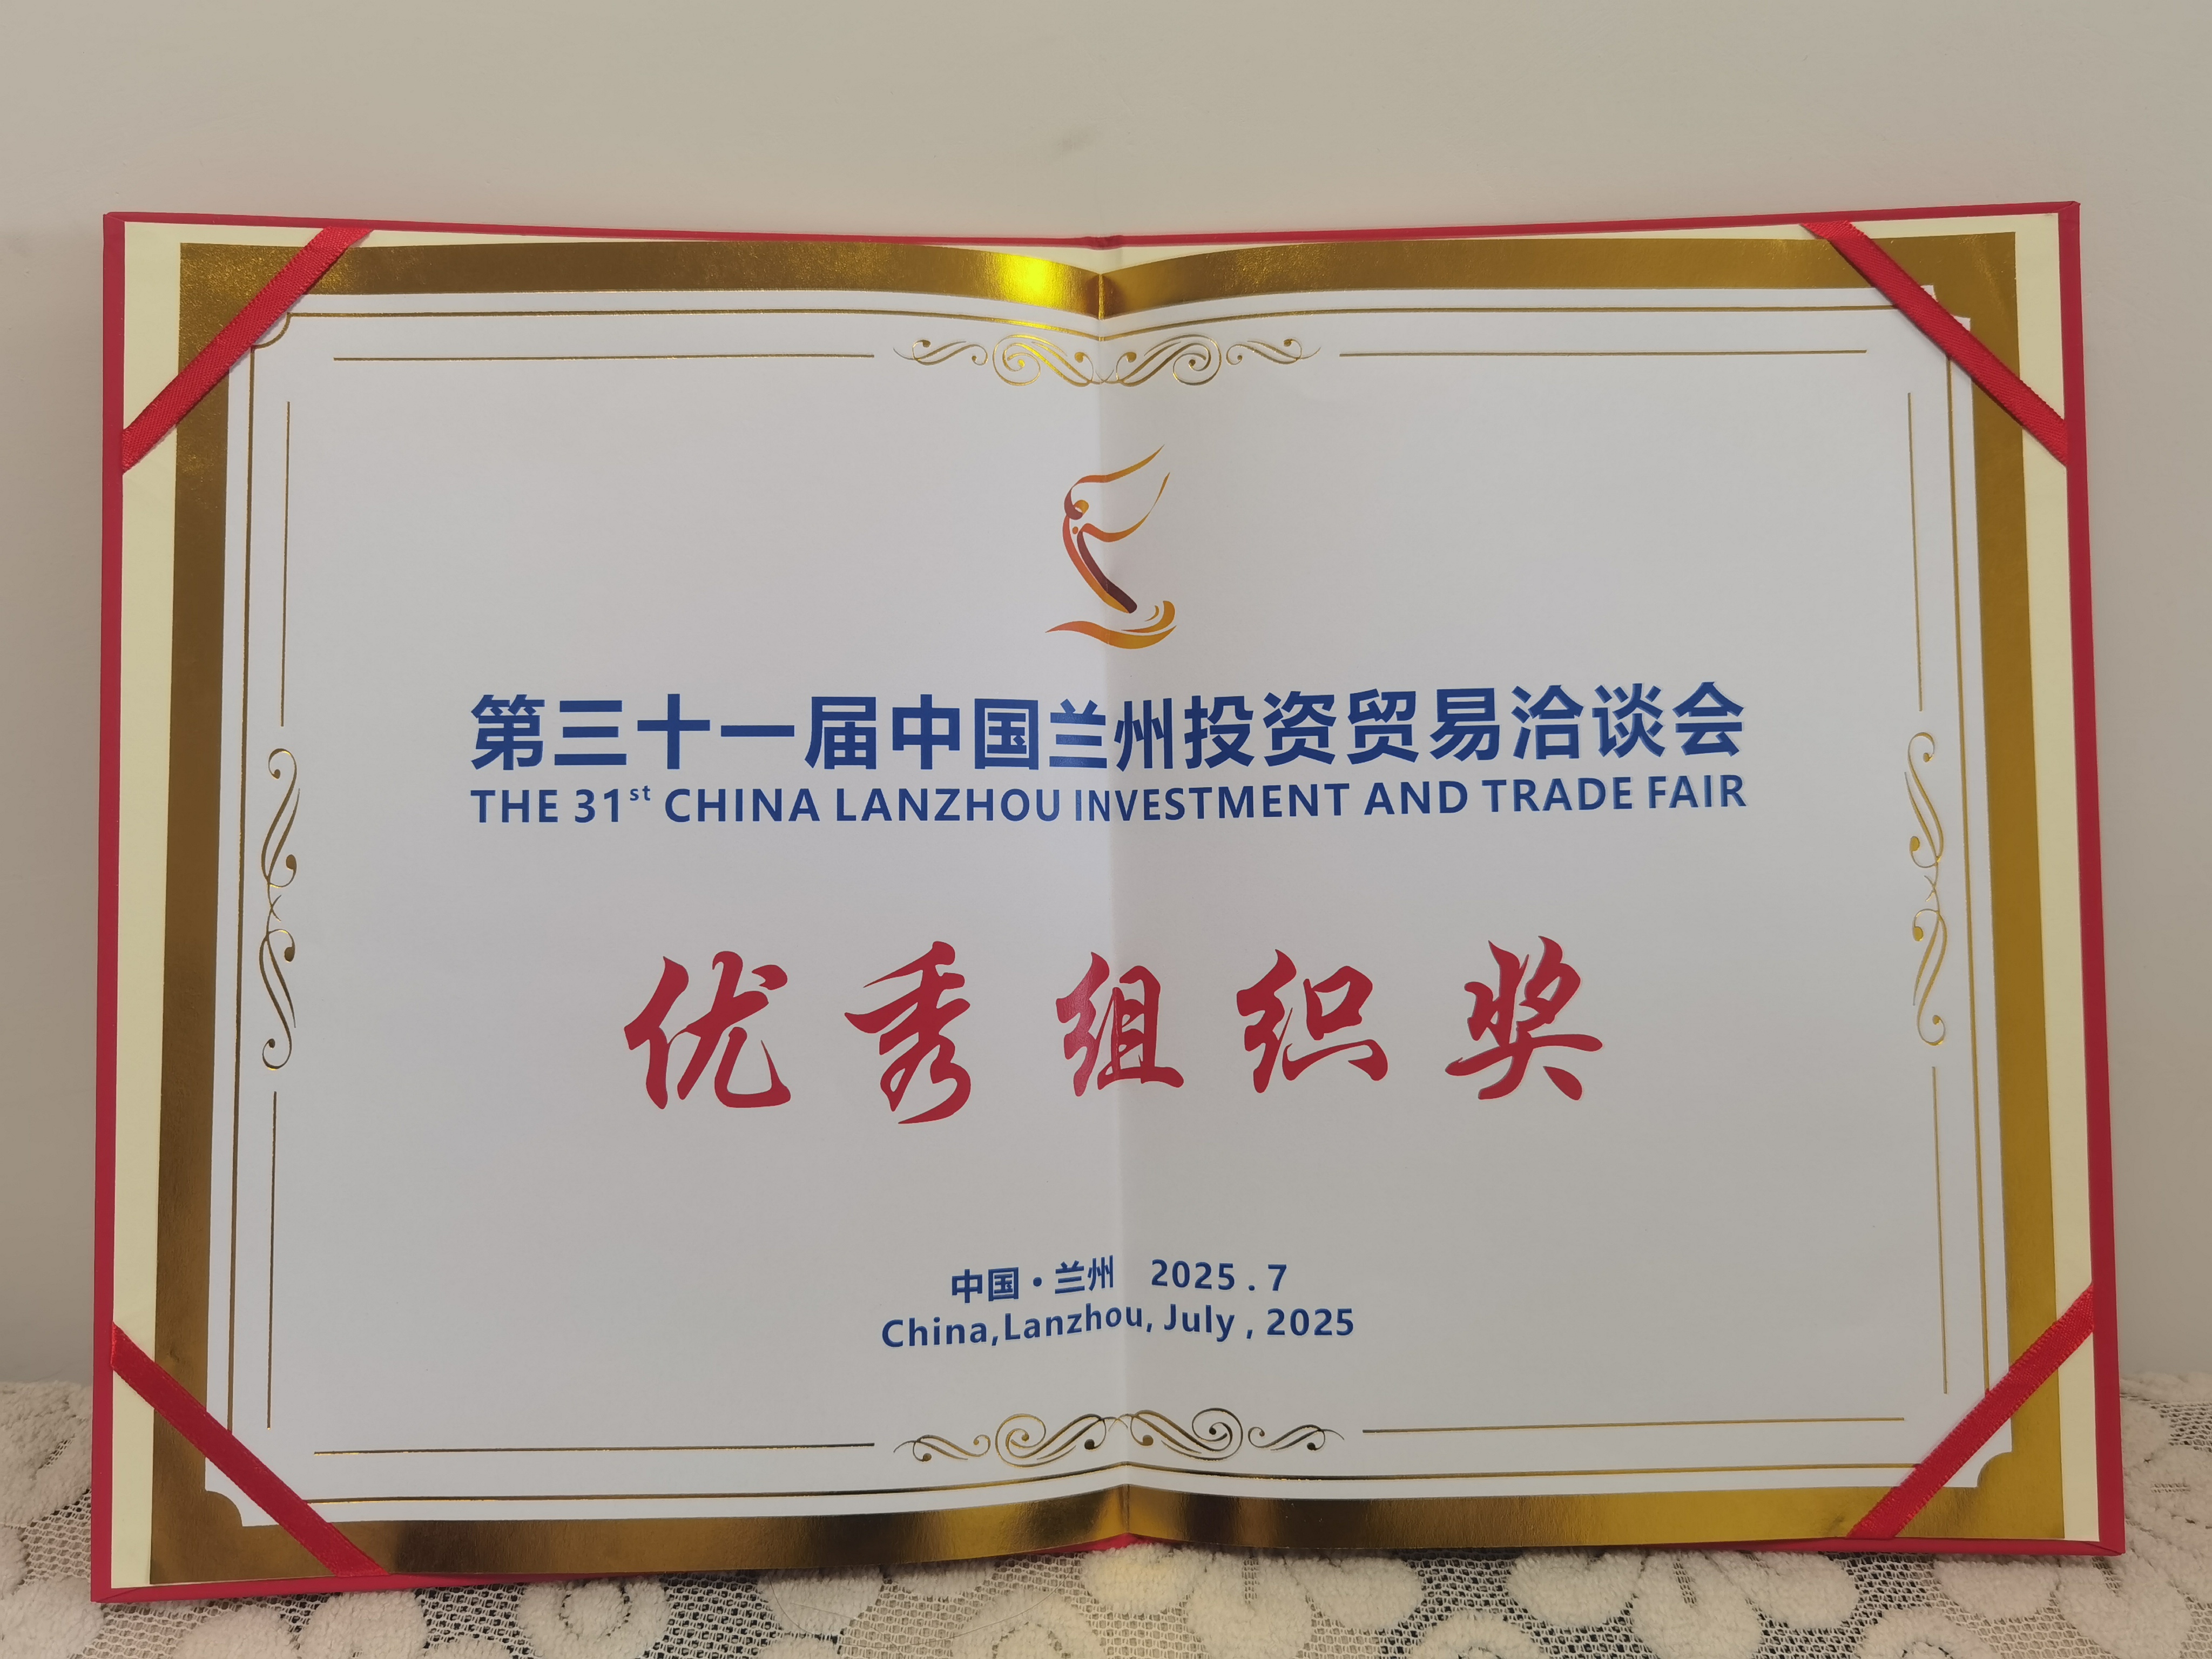 第三十一届中国兰州投资贸易洽谈会
THE 31st CHINA LANZHOU INVESTMENT AND TRADE FAIR
优秀组织奖
中国·兰州 2025.7
China,Lanzhou, July, 2025